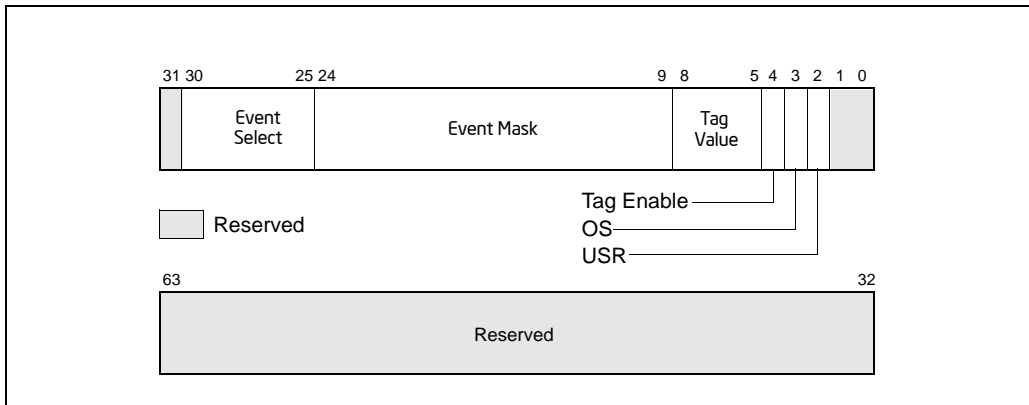 31 30 25 24 9 8 5 4 3 2 1 0
Event
Select
Event Mask
Tag
Value
Tag Enable
OS
USR
Reserved
63 32
Reserved